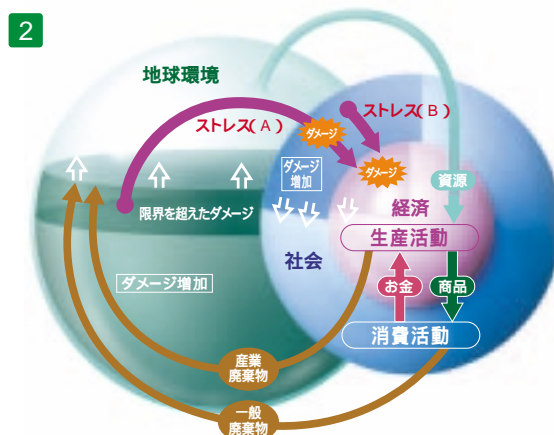 2
地球環境
ストレス(A)
ストレス(B)
ダメージ
ダメージ
ダメージ
増加
資源
限界を超えたダメージ
経済
生産活動
社会
ダメージ増加
お金
商品
消費活動
産業
廃棄物
一般
廃棄物